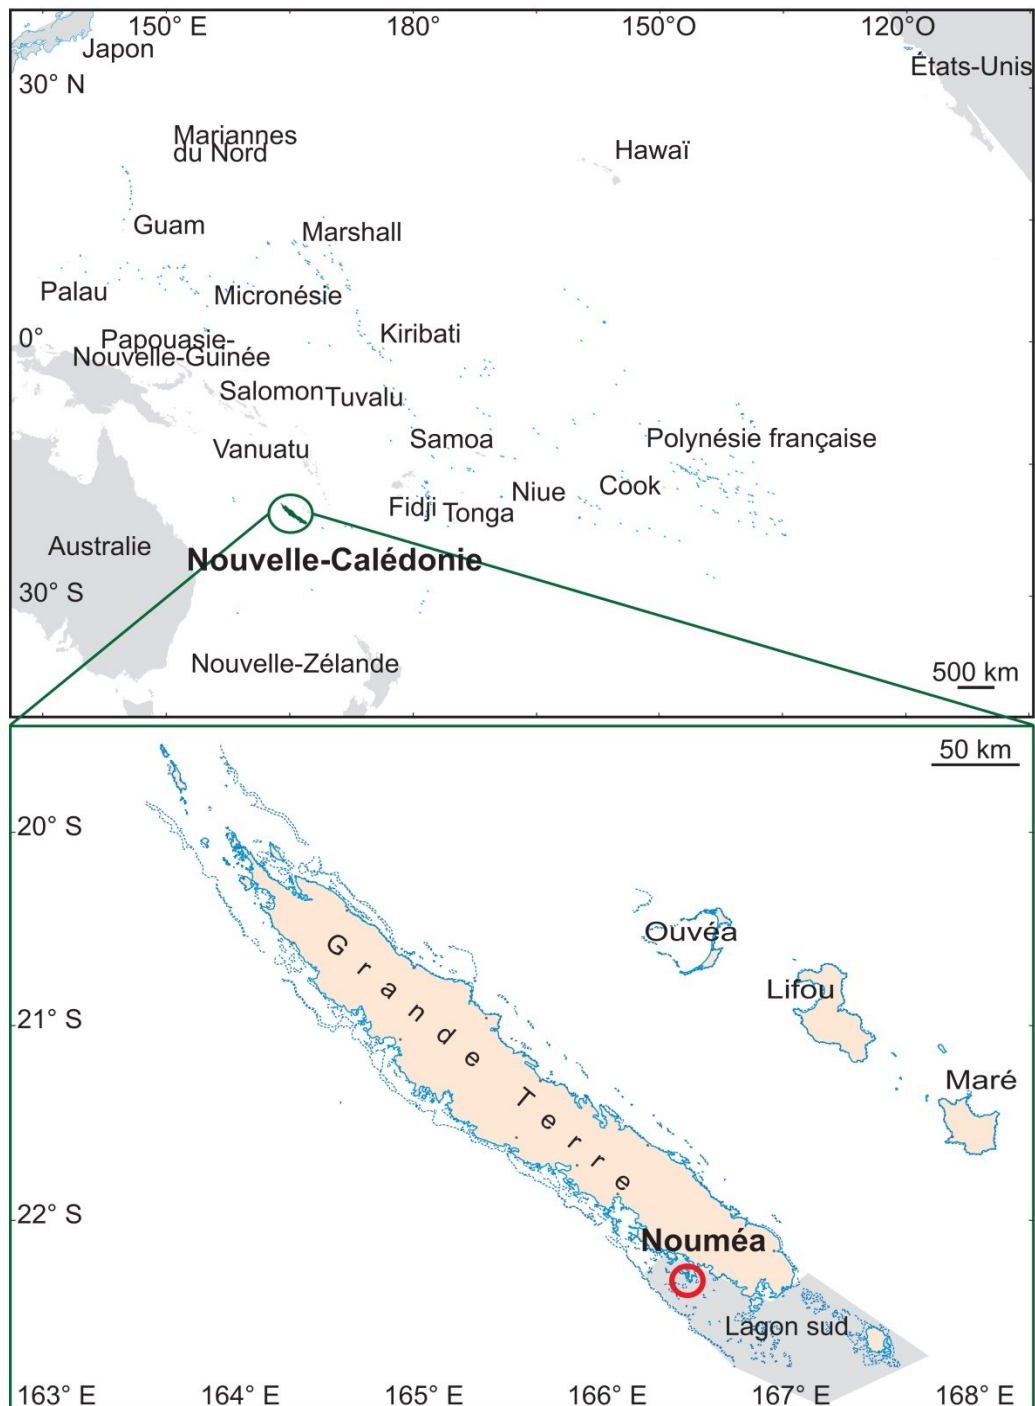 150° E
180°
15O°O
12O°O
Japon
États-Unis
30° N
Mariannes
du Nord
Hawaï
Guam
Marshall
Palau
Micronésie
0°
Kiribati
Papouasie-
Nouvelle-Guinée
Salomon
Tuvalu
Vanuatu
Samoa
Polynésie française
Fidji
Tonga
Niue
Cook
Australie
Nouvelle-Calédonie
30° S
Nouvelle-Zélande
500 km
50 km
20° S
Ouvéa
Grande Terre
Lifou
21° S
Maré
22° S
Nouméa
Lagon sud
163° E
164° E
165° E
166° E
167° E
168° E